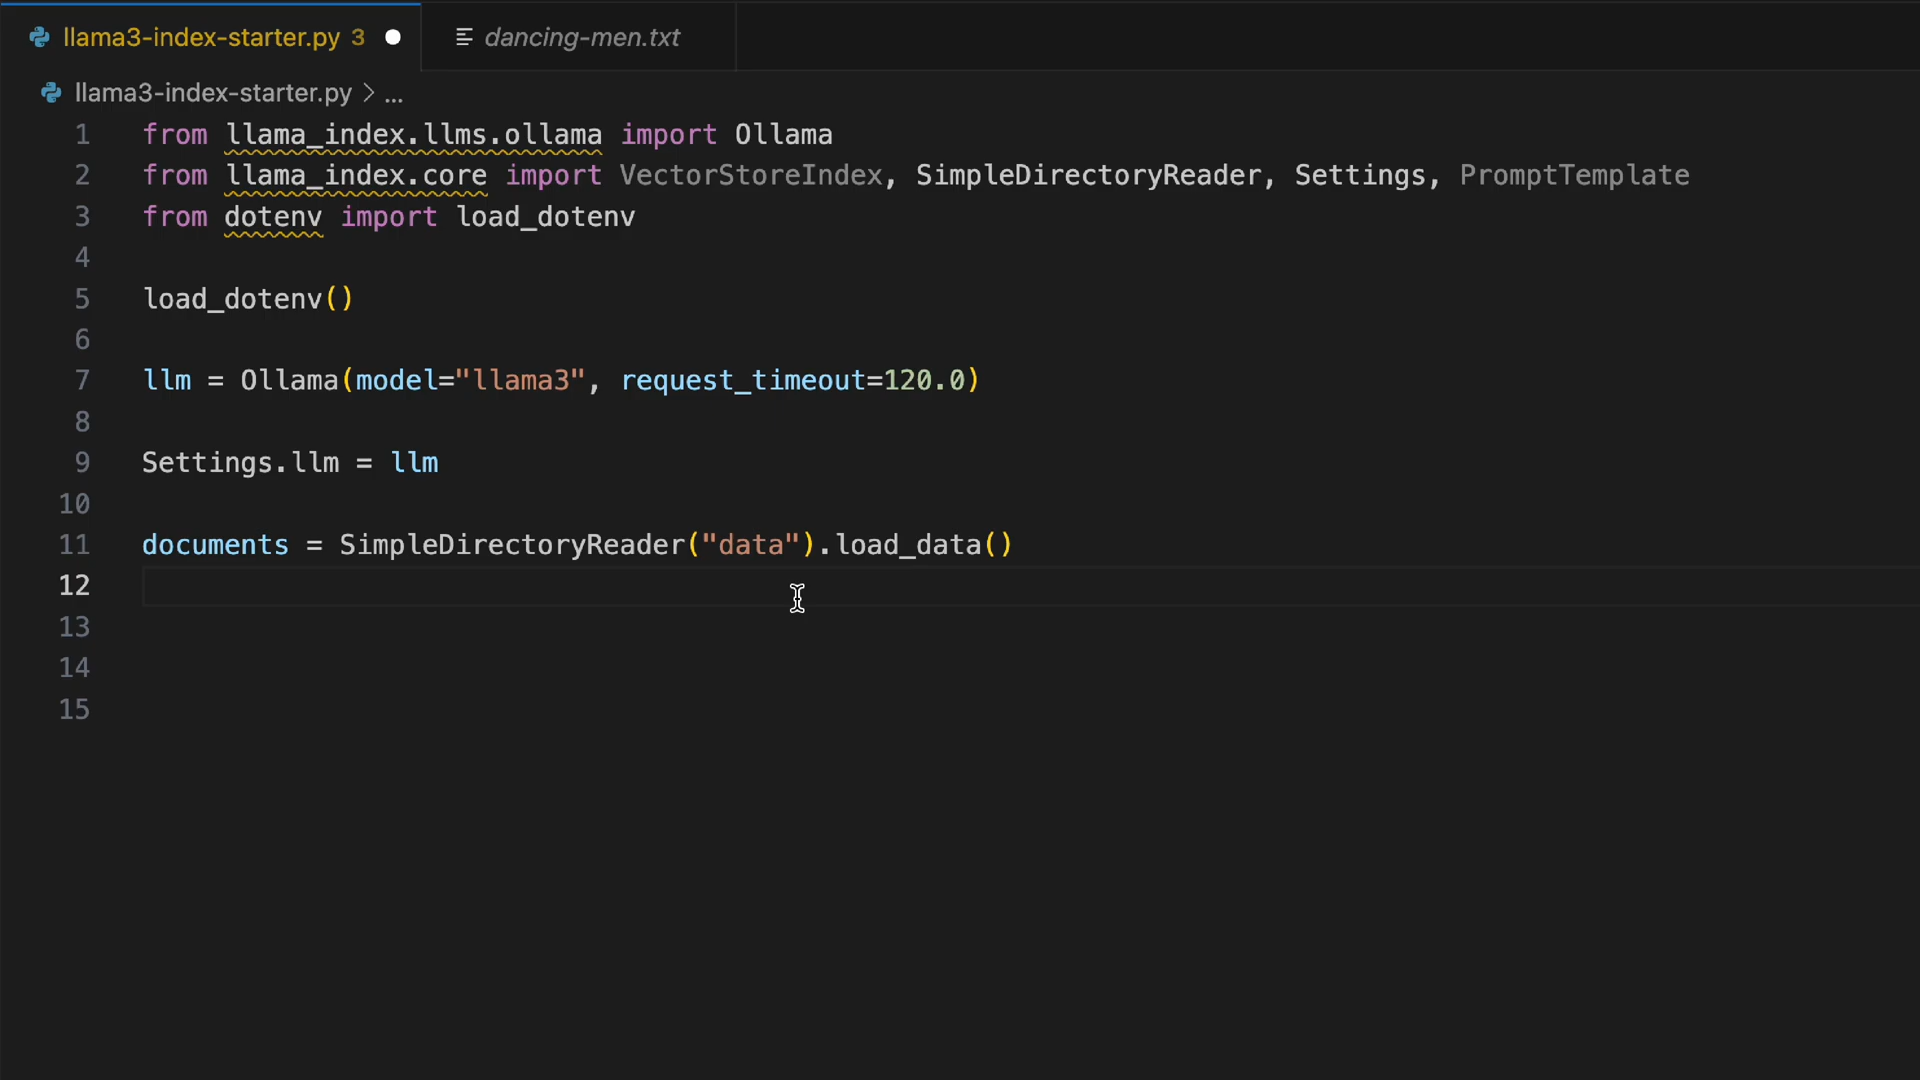 llama3-index-starter.py 3
dancing-men.txt
llama3-index-starter.py > ...
1 from llama_index.llms.ollama import Ollama
2 from llama_index.core import VectorStoreIndex, SimpleDirectoryReader, Settings, PromptTemplate
3 from dotenv import load_dotenv
4
5 load_dotenv()
6
7 llm = Ollama(model="llama3", request_timeout=120.0)
8
9 Settings.llm = llm
10
11 documents = SimpleDirectoryReader("data").load_data()
12
13
14
15